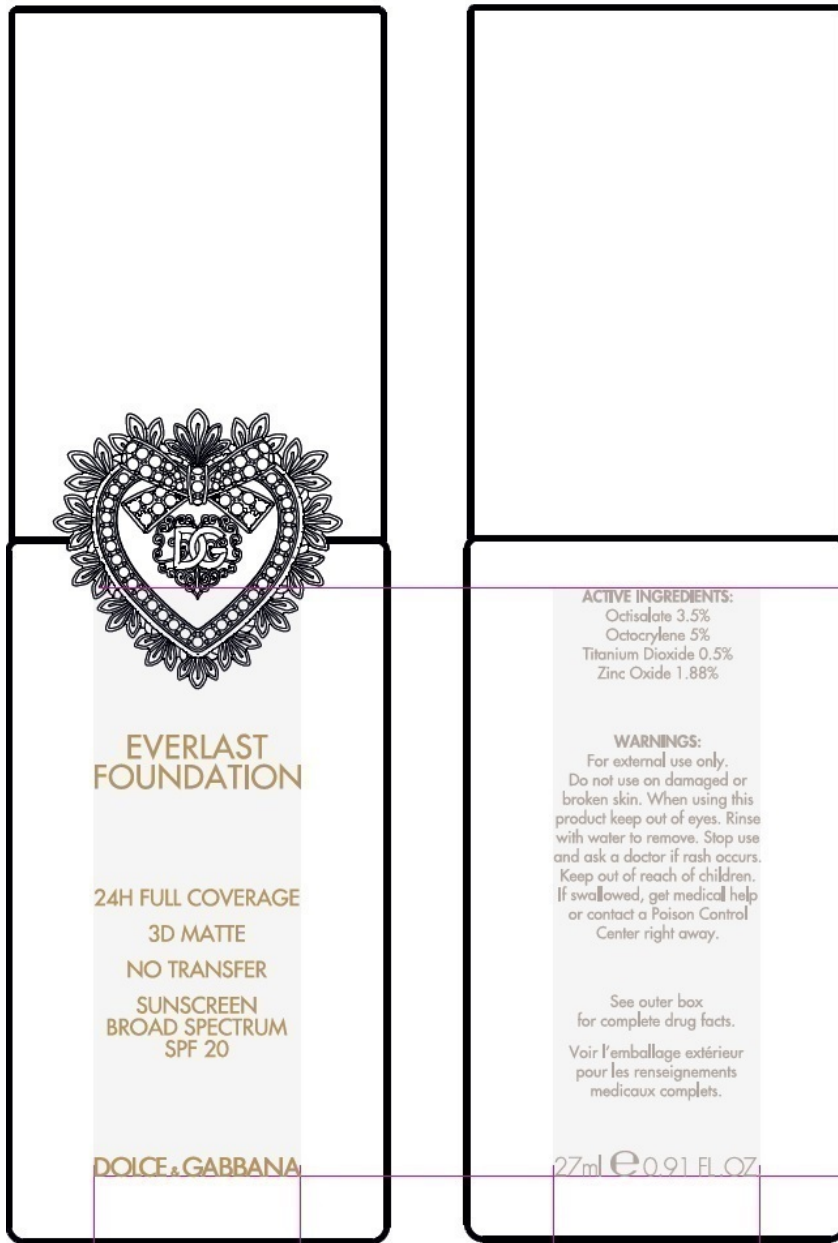 DG
EVERLAST
FOUNDATION
24H FULL COVERAGE
3D MATTE
NO TRANSFER
SUNSCREEN
BROAD SPECTRUM
SPF 20
DOLCE & GABBANA
ACTIVE INGREDIENTS:
Octisalate 3.5%
Octocrylene 5%
Titanium Dioxide 0.5%
Zinc Oxide 1.88%
WARNINGS:
For external use only.
Do not use on damaged or
broken skin. When using this
product keep out of eyes. Rinse
with water to remove. Stop use
and ask a doctor if rash occurs.
Keep out of reach of children.
If swallowed, get medical help
or contact a Poison Control
Center right away.
See outer box
for complete drug facts.
Voir l'emballage extérieur
pour les renseignements
medicaux complets.
27ml ℮ 0.91 FL.OZ